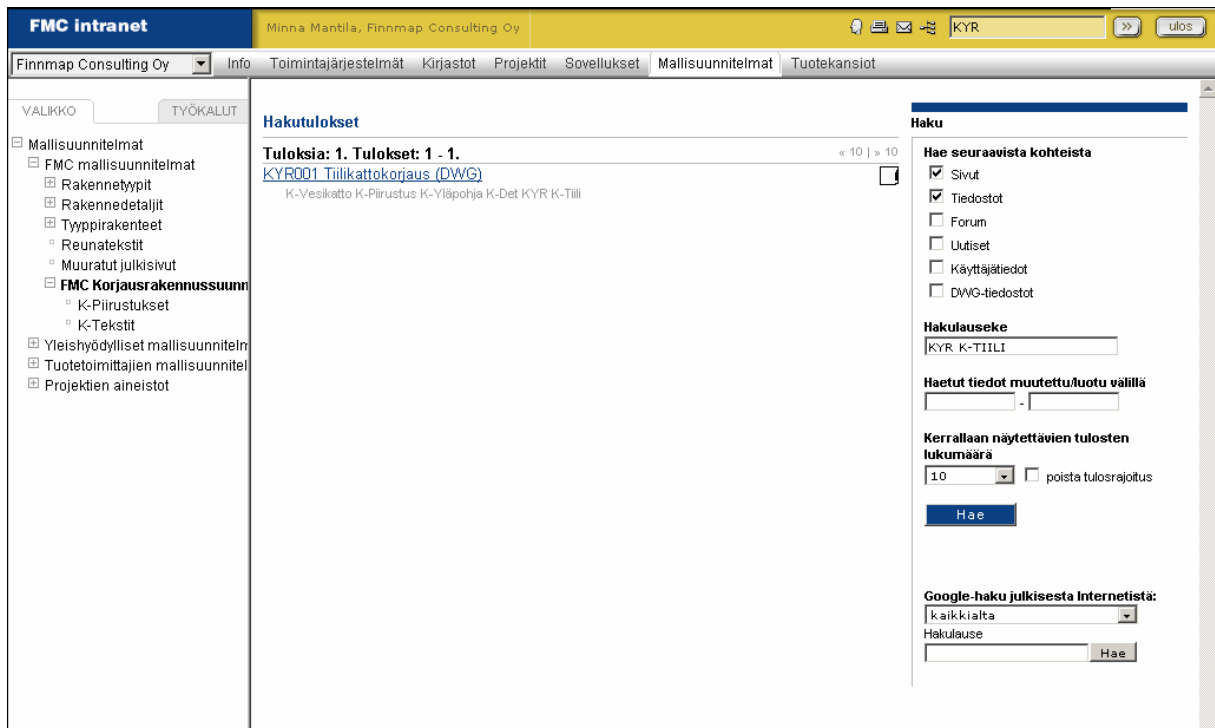 FMC intranet
Minna Mantila, Finnmap Consulting Oy
KYR
»
ulos
Finnmap Consulting Oy
Info Toimintajärjestelmät Kirjastot Projektit Sovellukset Mallisuunnitelmat Tuotekansiot
VALIKKO
TYÖKALUT
Mallisuunnitelmat
FMC mallisuunnitelmat
Rakennetyypit
Rakennedetaljit
Tyyppirakenteet
Reunatekstit
Muuratut julkisivut
FMC Korjausrakennussuunn
K-Piirustukset
K-Tekstit
Yleishyödylliset mallisuunniteln
Tuotetoimittajien mallisuunnitel
Projektien aineistot
Hakutulokset
Tuloksia: 1. Tulokset: 1 - 1.
« 10 | » 10
KYR001 Tiilikattokorjaus (DWG)
K-Vesikatto K-Piirustus K-Yläpohja K-Det KYR K-Tiili
Haku
Hae seuraavista kohteista
Sivut
Tiedostot
Forum
Uutiset
Käyttäjätiedot
DWG-tiedostot
Hakulauseke
KYR K-TIILI
Haetut tiedot muutettu/luotu välillä
-
Kerrallaan näytettävien tulosten
lukumäärä
10
poista tulosrajoitus
Hae
Google-haku julkisesta Internetistä:
kaikkialta
Hakulause
Hae